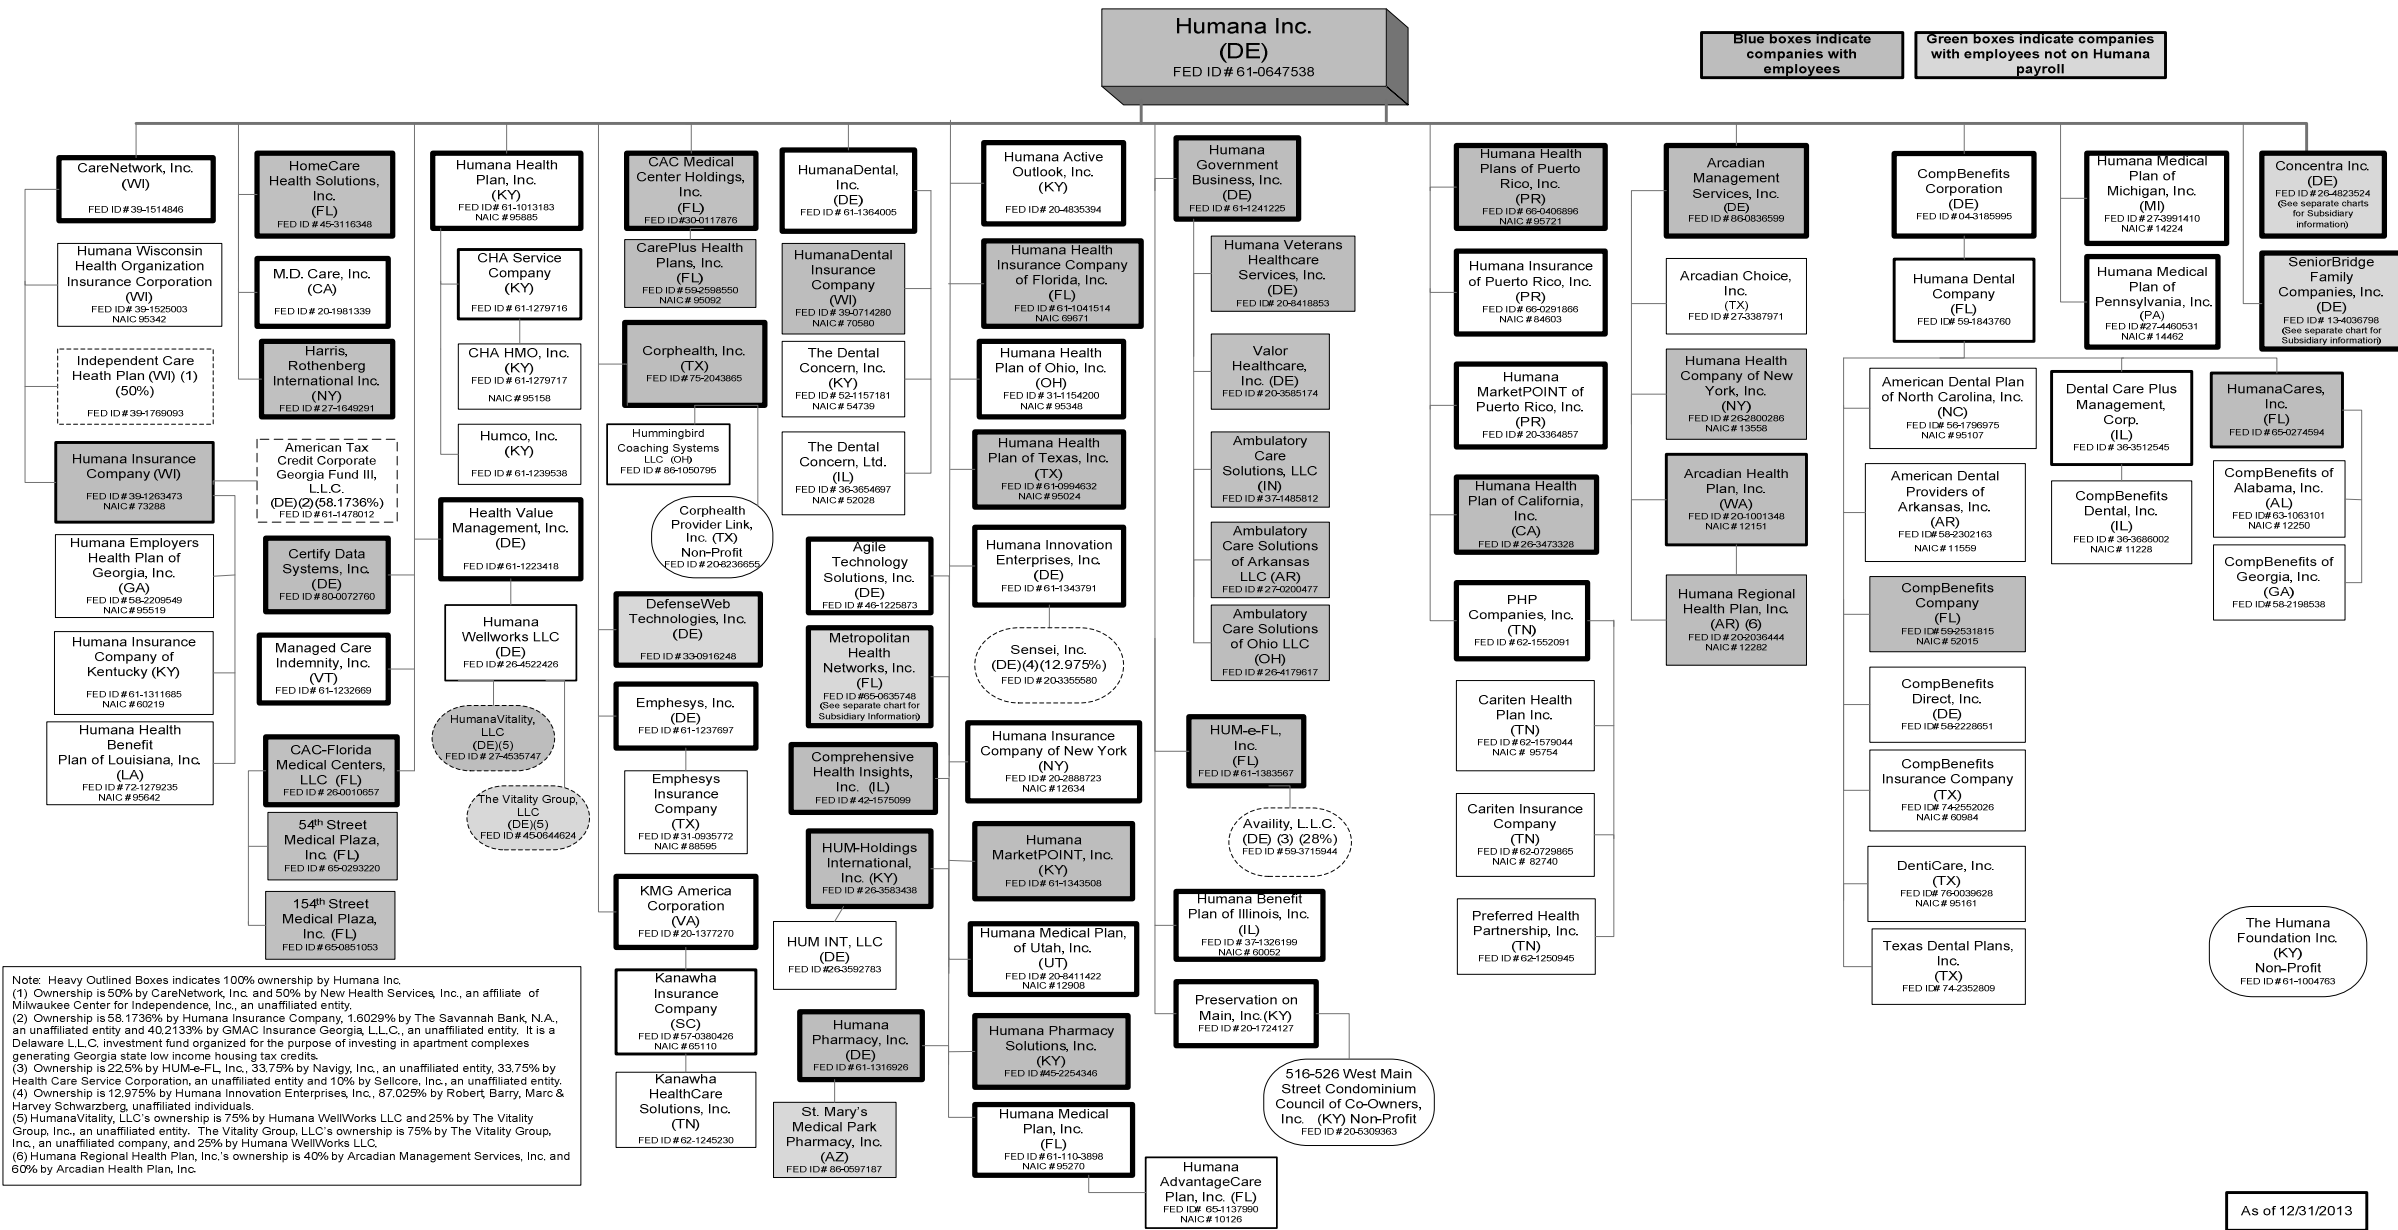 Humana Inc.
(DE)
FED ID# 61-0647538
Blue boxes indicate
companies with
employees
Green boxes indicate companies
with employees not on Humana
payroll
CareNetwork, Inc.
(WI)
FED ID# 39-1514846
Humana Wisconsin
Health Organization
Insurance Corporation
(WI)
FED ID# 39-1525003
NAIC 95342
Independent Care
Heath Plan (WI) (1)
(50%)
FED ID# 39-1769093
Humana Insurance
Company (WI)
FED ID# 39-1263473
NAIC # 73288
Humana Employers
Health Plan of
Georgia, Inc.
(GA)
FED ID# 58-2209549
NAIC # 95519
Humana Insurance
Company of
Kentucky (KY)
FED ID# 61-1311685
NAIC # 60219
Humana Health
Benefit
Plan of Louisiana, Inc.
(LA)
FED ID# 72-1279235
NAIC # 95642
HomeCare
Health Solutions,
Inc.
(FL)
FED ID# 45-3116348
M.D. Care, Inc.
(CA)
FED ID# 20-1981339
Harris,
Rothenberg
International Inc.
(NY)
FED ID# 27-1649291
American Tax
Credit Corporate
Georgia Fund III,
L.L.C.
(DE)(2)(58.1736%)
FED ID# 61-1478012
Certify Data
Systems, Inc.
(DE)
FED ID# 80-0072760
Managed Care
Indemnity, Inc.
(VT)
FED ID# 61-1232669
CAC-Florida
Medical Centers,
LLC (FL)
FED ID# 26-0010657
54th Street
Medical Plaza,
Inc. (FL)
FED ID# 65-0293220
154th Street
Medical Plaza,
Inc. (FL)
FED ID# 65-0851053
Humana Health
Plan, Inc.
(KY)
FED ID# 61-1013183
NAIC # 95885
CHA Service
Company
(KY)
FED ID# 61-1279716
CHA HMO, Inc.
(KY)
FED ID# 61-1279717
NAIC # 95158
Humco, Inc.
(KY)
FED ID# 61-1239538
Health Value
Management, Inc.
(DE)
FED ID# 61-1223418
Humana
Wellworks LLC
(DE)
FED ID# 26-4522426
HumanaVitality,
LLC
(DE)(5)
FED ID# 27-4535747
The Vitality Group,
LLC
(DE)(5)
FED ID# 45-0644624
CAC Medical
Center Holdings,
Inc.
(FL)
FED ID#30-0117876
CarePlus Health
Plans, Inc.
(FL)
FED ID# 59-2598550
NAIC # 95092
Corphealth, Inc.
(TX)
FED ID# 75-2043865
Hummingbird
Coaching Systems
LLC (OH)
FED ID# 86-1050795
Corphealth
Provider Link,
Inc. (TX)
Non-Profit
FED ID# 20-8236655
DefenseWeb
Technologies, Inc.
(DE)
FED ID# 33-0916248
Emphesys, Inc.
(DE)
FED ID# 61-1237697
Emphesys
Insurance
Company
(TX)
FED ID# 31-0935772
NAIC # 88595
KMG America
Corporation
(VA)
FED ID# 20-1377270
Kanawha
Insurance
Company
(SC)
FED ID# 57-0380426
NAIC # 65110
Kanawha
HealthCare
Solutions, Inc.
(TN)
FED ID# 62-1245230
HumanaDental,
Inc.
(DE)
FED ID# 61-1364005
HumanaDental
Insurance
Company
(WI)
FED ID# 39-0714280
NAIC # 70580
The Dental
Concern, Inc.
(KY)
FED ID# 52-1157181
NAIC # 54739
The Dental
Concern, Ltd.
(IL)
FED ID# 36-3654697
NAIC # 52028
Agile
Technology
Solutions, Inc.
(DE)
FED ID# 46-1225873
Metropolitan
Health
Networks, Inc.
(FL)
FED ID #65-0635748
(See separate chart for
Subsidiary Information)
Comprehensive
Health Insights,
Inc. (IL)
FED ID# 42-1575099
HUM-Holdings
International,
Inc. (KY)
FED ID# 26-3583438
HUM INT, LLC
(DE)
FED ID#26-3592783
Humana
Pharmacy, Inc.
(DE)
FED ID# 61-1316926
St. Mary's
Medical Park
Pharmacy, Inc.
(AZ)
FED ID# 86-0597187
Humana Active
Outlook, Inc.
(KY)
FED ID# 20-4835394
Humana Health
Insurance Company
of Florida, Inc.
(FL)
FED ID# 61-1041514
NAIC 69671
Humana Health
Plan of Ohio, Inc.
(OH)
FED ID# 31-1154200
NAIC # 95348
Humana Health
Plan of Texas, Inc.
(TX)
FED ID# 61-0994632
NAIC # 95024
Humana Innovation
Enterprises, Inc.
(DE)
FED ID# 61-1343791
Sensei, Inc.
(DE)(4)(12.975%)
FED ID# 20-3355580
Humana Insurance
Company of New York
(NY)
FED ID# 20-2888723
NAIC # 12634
Humana
MarketPOINT, Inc.
(KY)
FED ID# 61-1343508
Humana Medical Plan,
of Utah, Inc.
(UT)
FED ID# 20-8411422
NAIC # 12908
Humana Pharmacy
Solutions, Inc.
(KY)
FED ID#45-2254346
Humana Medical
Plan, Inc.
(FL)
FED ID# 61-110-3898
NAIC # 95270
Humana
AdvantageCare
Plan, Inc. (FL)
FED ID# 65-1137990
NAIC # 10126
Humana
Government
Business, Inc.
(DE)
FED ID# 61-1241225
Humana Veterans
Healthcare
Services, Inc.
(DE)
FED ID# 20-8418853
Valor
Healthcare,
Inc. (DE)
FED ID# 20-3585174
Ambulatory
Care
Solutions, LLC
(IN)
FED ID# 37-1485812
Ambulatory
Care Solutions
of Arkansas
LLC (AR)
FED ID# 27-0200477
Ambulatory
Care Solutions
of Ohio LLC
(OH)
FED ID# 26-4179617
HUM-e-FL,
Inc.
(FL)
FED ID# 61-1383567
Availity, L.L.C.
(DE) (3) (28%)
FED ID# 59-3715944
Humana Benefit
Plan of Illinois, Inc.
(IL)
FED ID# 37-1326199
NAIC # 60052
Preservation on
Main, Inc.(KY)
FED ID# 20-1724127
516-526 West Main
Street Condominium
Council of Co-Owners,
Inc. (KY) Non-Profit
FED ID# 20-5309363
Humana Health
Plans of Puerto
Rico, Inc.
(PR)
FED ID# 66-0406896
NAIC # 95721
Humana Insurance
of Puerto Rico, Inc.
(PR)
FED ID# 66-0291866
NAIC # 84603
Humana
MarketPOINT of
Puerto Rico, Inc.
(PR)
FED ID# 20-3364857
Humana Health
Plan of California,
Inc.
(CA)
FED ID# 26-3473328
PHP
Companies, Inc.
(TN)
FED ID# 62-1552091
Cariten Health
Plan Inc.
(TN)
FED ID# 62-1579044
NAIC # 95754
Cariten Insurance
Company
(TN)
FED ID# 62-0729865
NAIC # 82740
Preferred Health
Partnership, Inc.
(TN)
FED ID# 62-1250945
Arcadian
Management
Services, Inc.
(DE)
FED ID# 86-0836599
Arcadian Choice,
Inc.
(TX)
FED ID# 27-3387971
Humana Health
Company of New
York, Inc.
(NY)
FED ID# 26-2800286
NAIC # 13558
Arcadian Health
Plan, Inc.
(WA)
FED ID# 20-1001348
NAIC # 12151
Humana Regional
Health Plan, Inc.
(AR) (6)
FED ID# 20-2036444
NAIC # 12282
CompBenefits
Corporation
(DE)
FED ID# 04-3185995
Humana Dental
Company
(FL)
FED ID# 59-1843760
American Dental Plan
of North Carolina, Inc.
(NC)
FED ID# 56-1796975
NAIC # 95107
American Dental
Providers of
Arkansas, Inc.
(AR)
FED ID#58-2302163
NAIC # 11559
CompBenefits
Company
(FL)
FED ID# 59-2531815
NAIC # 52015
CompBenefits
Direct, Inc.
(DE)
FED ID# 58-2228651
CompBenefits
Insurance Company
(TX)
FED ID# 74-2552026
NAIC # 60984
DentiCare, Inc.
(TX)
FED ID# 76-0039628
NAIC # 95161
Texas Dental Plans,
Inc.
(TX)
FED ID# 74-2352809
Humana Medical
Plan of
Michigan, Inc.
(MI)
FED ID# 27-3991410
NAIC # 14224
Humana Medical
Plan of
Pennsylvania, Inc.
(PA)
FED ID#27-4460531
NAIC # 14462
Dental Care Plus
Management,
Corp.
(IL)
FED ID# 36-3512545
CompBenefits
Dental, Inc.
(IL)
FED ID# 36-3686002
NAIC # 11228
Concentra Inc.
(DE)
FED ID# 26-4823524
(See separate charts
for Subsidiary
information)
SeniorBridge
Family
Companies, Inc.
(DE)
FED ID # 13-4036798
(See separate chart for
Subsidiary information)
HumanaCares,
Inc.
(FL)
FED ID# 65-0274594
CompBenefits of
Alabama, Inc.
(AL)
FED ID# 63-1063101
NAIC # 12250
CompBenefits of
Georgia, Inc.
(GA)
FED ID#58-2198538
The Humana
Foundation Inc.
(KY)
Non-Profit
FED ID# 61-1004763
Note: Heavy Outlined Boxes indicates 100% ownership by Humana Inc.
(1) Ownership is 50% by CareNetwork, Inc. and 50% by New Health Services, Inc., an affiliate of
Milwaukee Center for Independence, Inc., an unaffiliated entity.
(2) Ownership is 58.1736% by Humana Insurance Company, 1.6029% by The Savannah Bank, N.A.,
an unaffiliated entity and 40.2133% by GMAC Insurance Georgia, L.L.C., an unaffiliated entity. It is a
Delaware L.L.C. investment fund organized for the purpose of investing in apartment complexes
generating Georgia state low income housing tax credits.
(3) Ownership is 22.5% by HUM-e-FL, Inc., 33.75% by Navigy, Inc., an unaffiliated entity, 33.75% by
Health Care Service Corporation, an unaffiliated entity and 10% by Sellcore, Inc., an unaffiliated entity.
(4) Ownership is 12.975% by Humana Innovation Enterprises, Inc., 87.025% by Robert, Barry, Marc &
Harvey Schwarzberg, unaffiliated individuals.
(5) HumanaVitality, LLC's ownership is 75% by Humana WellWorks LLC and 25% by The Vitality
Group, Inc., an unaffiliated entity. The Vitality Group, LLC's ownership is 75% by The Vitality Group,
Inc., an unaffiliated company, and 25% by Humana WellWorks LLC.
(6) Humana Regional Health Plan, Inc.'s ownership is 40% by Arcadian Management Services, Inc. and
60% by Arcadian Health Plan, Inc.
As of 12/31/2013